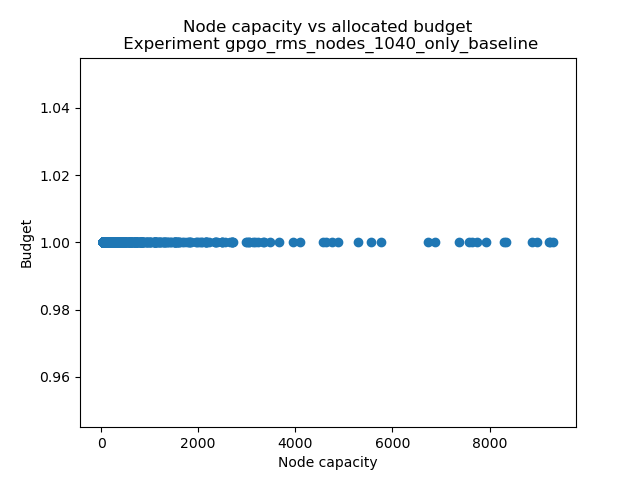 Node capacity vs allocated budget
Experiment gpgo_rms_nodes_1040_only_baseline
1.04
1.02
1.00
0.98
0.96
Budget
0
2000
4000
6000
8000
Node capacity